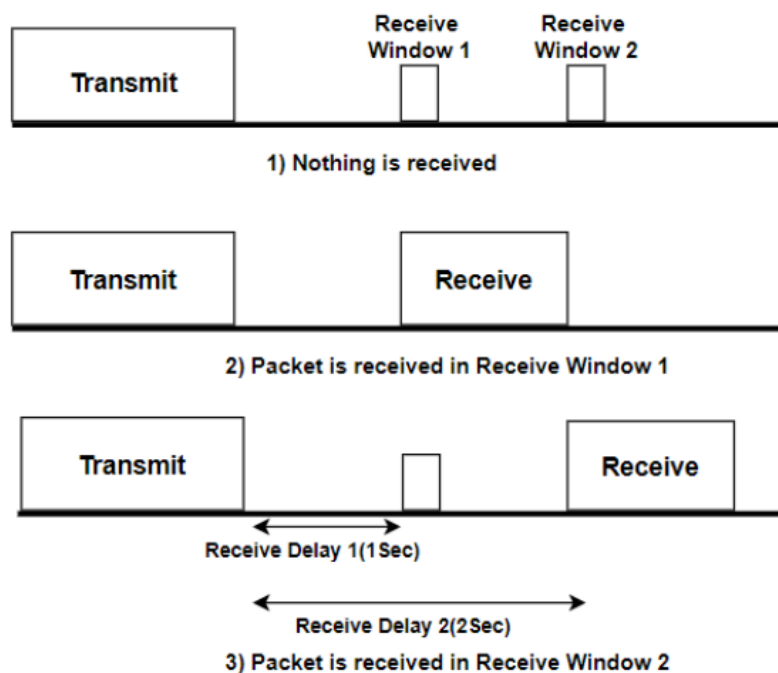 Receive Window 1
Receive Window 2
Transmit
1) Nothing is received
Transmit
Receive
2) Packet is received in Receive Window 1
Transmit
Receive
Receive Delay 1(1Sec)
Receive Delay 2(2Sec)
3) Packet is received in Receive Window 2